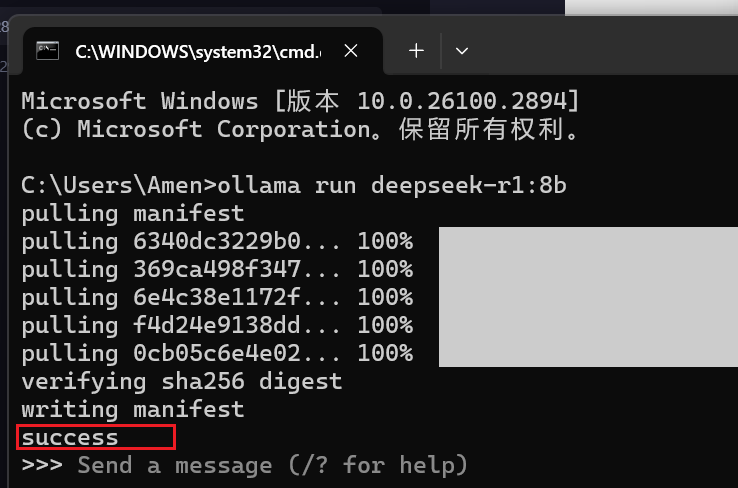 C:\WINDOWS\system32\cmd.
Microsoft Windows [版本 10.0.26100.2894]
(c) Microsoft Corporation。保留所有权利。
C:\Users\Amen>ollama run deepseek-r1:8b
pulling manifest
pulling 6340dc3229b0... 100%
pulling 369ca498f347... 100%
pulling 6e4c38e1172f... 100%
pulling f4d24e9138dd... 100%
pulling 0cb05c6e4e02... 100%
verifying sha256 digest
writing manifest
success
>>> Send a message (/? for help)